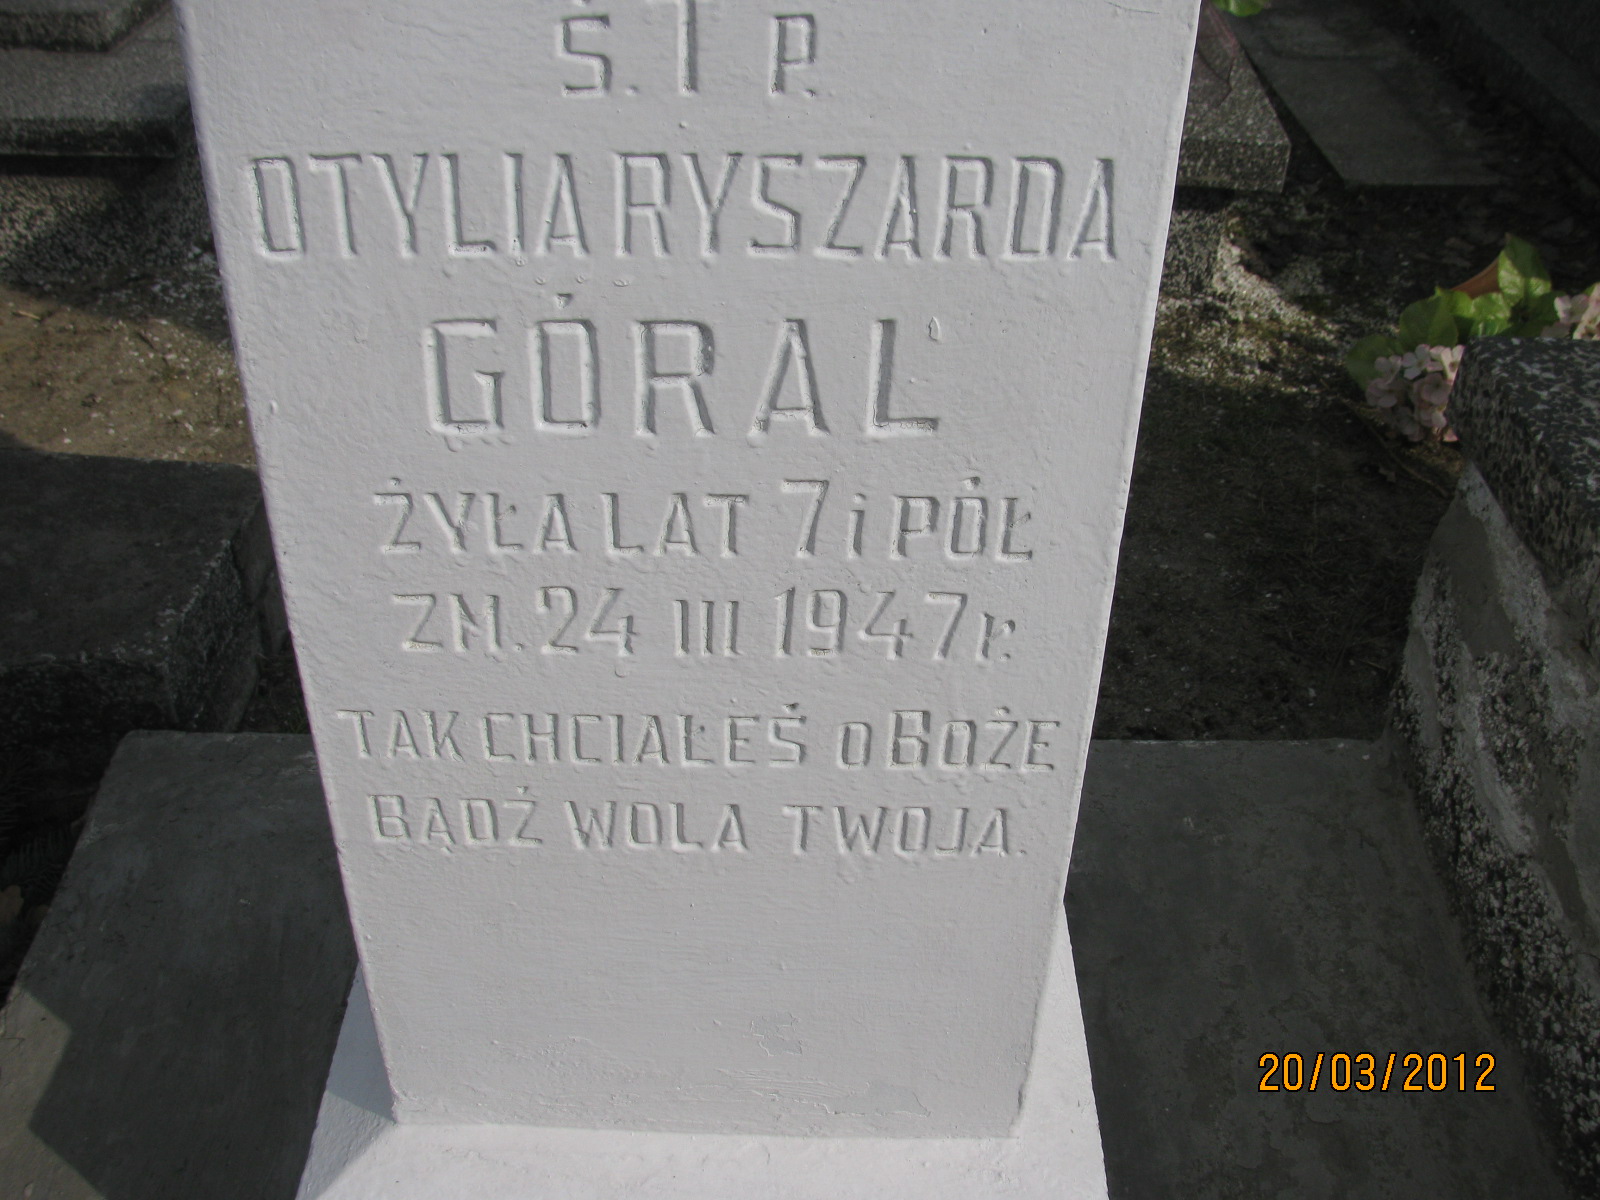 Ś. † P.
OTYLIA RYSZARDA
GÓRAL
ŻYŁA LAT 7 i PÓŁ
ZM. 24 III 1947 r.
TAK CHCIAŁEŚ O BOŻE
BĄDŹ WOLA TWOJA.
20/03/2012